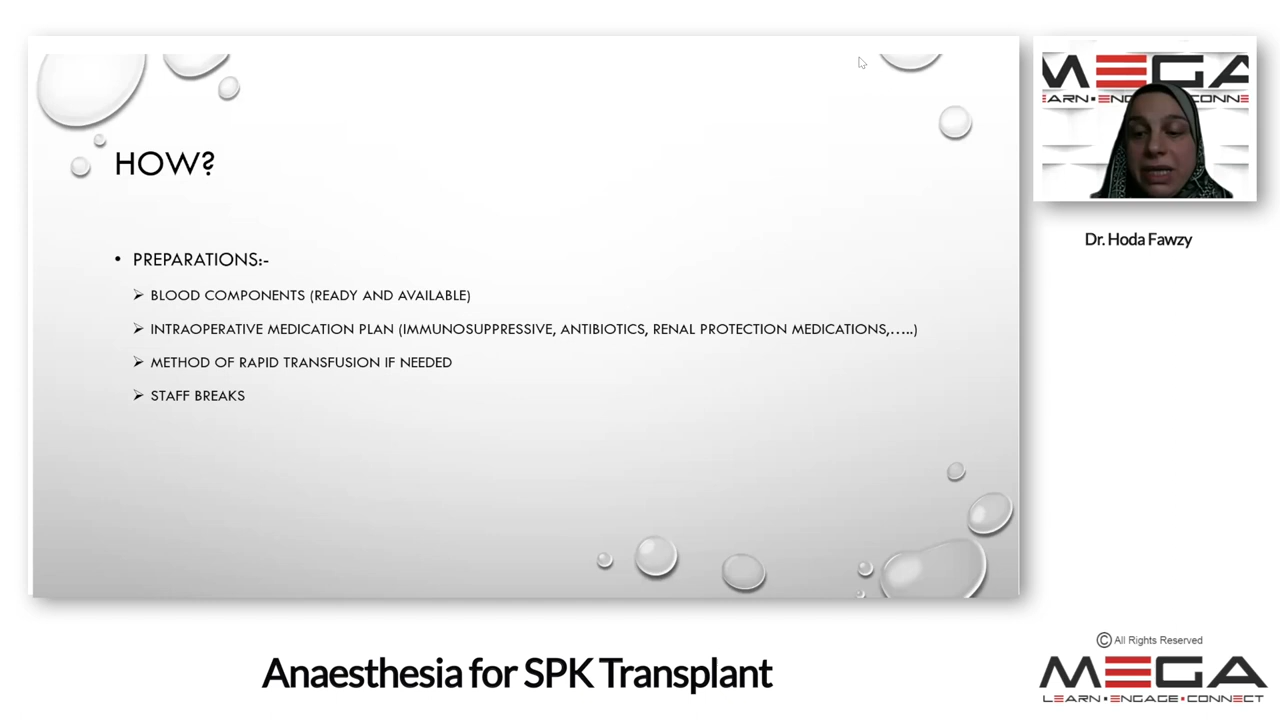 HOW?
• PREPARATIONS:-
➢ BLOOD COMPONENTS (READY AND AVAILABLE)
➢ INTRAOPERATIVE MEDICATION PLAN (IMMUNOSUPPRESSIVE, ANTIBIOTICS, RENAL PROTECTION MEDICATIONS,…..)
➢ METHOD OF RAPID TRANSFUSION IF NEEDED
➢ STAFF BREAKS
MEGA
Dr. Hoda Fawzy
Anaesthesia for SPK Transplant
© All Rights Reserved
MEGA
LEARN•ENGAGE•CONNECT